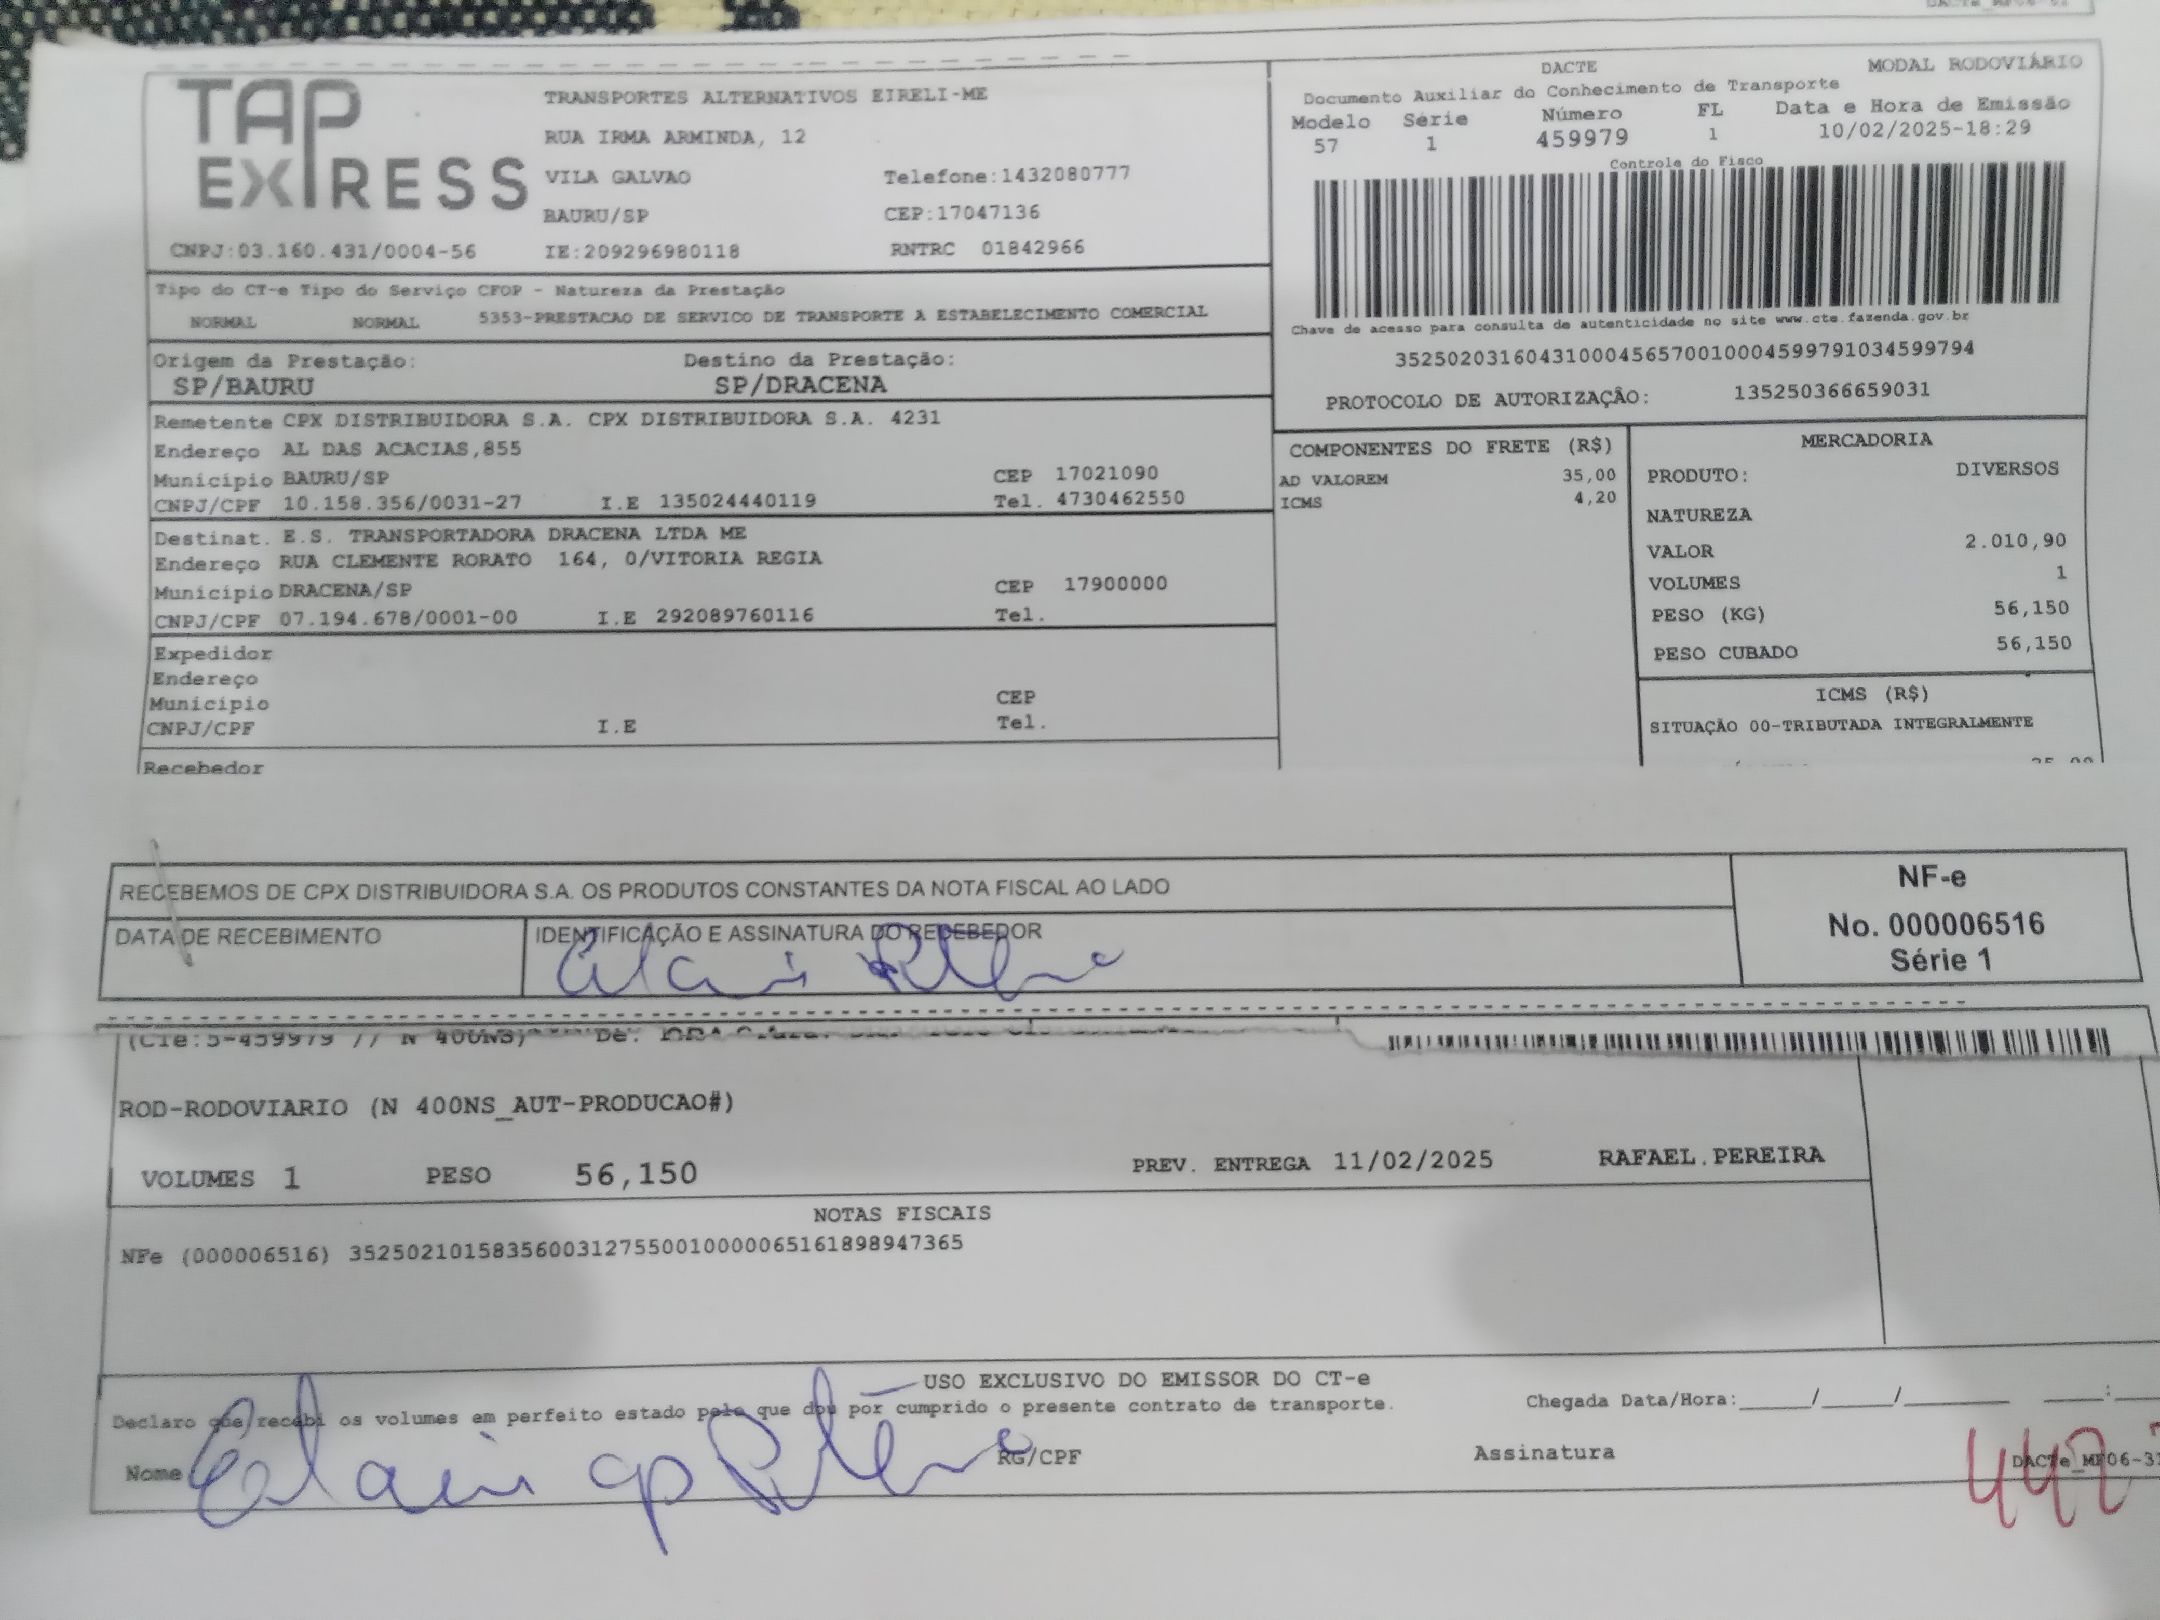 TAP EXPRESS
TRANSPORTES ALTERNATIVOS EIRELI-ME
RUA IRMA ARMINDA, 12
VILA GALVAO Telefone:1432080777
BAURU/SP CEP:17047136
CNPJ:03.160.431/0004-56 IE:209296980118 RNTRC 01842966
DACTE MODAL RODOVIÁRIO
Documento Auxiliar do Conhecimento de Transporte
Modelo Série Número FL Data e Hora de Emissão
57 1 459979 1 10/02/2025-18:29
Controle do Fisco
Chave de acesso para consulta de autenticidade no site www.cte.fazenda.gov.br
35250203160431000456570010004599791034599794
PROTOCOLO DE AUTORIZAÇÃO: 135250366659031
Tipo do CT-e Tipo do Serviço CFOP - Natureza da Prestação
NORMAL NORMAL 5353-PRESTACAO DE SERVICO DE TRANSPORTE A ESTABELECIMENTO COMERCIAL
Origem da Prestação: Destino da Prestação:
SP/BAURU SP/DRACENA
Remetente CPX DISTRIBUIDORA S.A. CPX DISTRIBUIDORA S.A. 4231
Endereço AL DAS ACACIAS,855
Município BAURU/SP CEP 17021090
CNPJ/CPF 10.158.356/0031-27 I.E 135024440119 Tel. 4730462550
Destinat. E.S. TRANSPORTADORA DRACENA LTDA ME
Endereço RUA CLEMENTE RORATO 164, 0/VITORIA REGIA
Município DRACENA/SP CEP 17900000
CNPJ/CPF 07.194.678/0001-00 I.E 292089760116 Tel.
Expedidor
Endereço
Município CEP
CNPJ/CPF I.E Tel.
Recebedor
COMPONENTES DO FRETE (R$)
AD VALOREM 35,00
ICMS 4,20
MERCADORIA
PRODUTO: DIVERSOS
NATUREZA
VALOR 2.010,90
VOLUMES 1
PESO (KG) 56,150
PESO CUBADO 56,150
ICMS (R$)
SITUAÇÃO 00-TRIBUTADA INTEGRALMENTE
RECEBEMOS DE CPX DISTRIBUIDORA S.A. OS PRODUTOS CONSTANTES DA NOTA FISCAL AO LADO
DATA DE RECEBIMENTO IDENTIFICAÇÃO E ASSINATURA DO RECEBEDOR
NF-e
No. 000006516
Série 1
(Cte:5-459979 // N 400NS) De:
ROD-RODOVIARIO (N 400NS_AUT-PRODUCAO#)
VOLUMES 1 PESO 56,150 PREV. ENTREGA 11/02/2025 RAFAEL.PEREIRA
NOTAS FISCAIS
NFe (000006516) 35250210158356003127550010000065161898947365
USO EXCLUSIVO DO EMISSOR DO CT-e
Declaro que recebi os volumes em perfeito estado pelo que dou por cumprido o presente contrato de transporte.
Chegada Data/Hora:____/____/______ ____:
Nome RG/CPF Assinatura